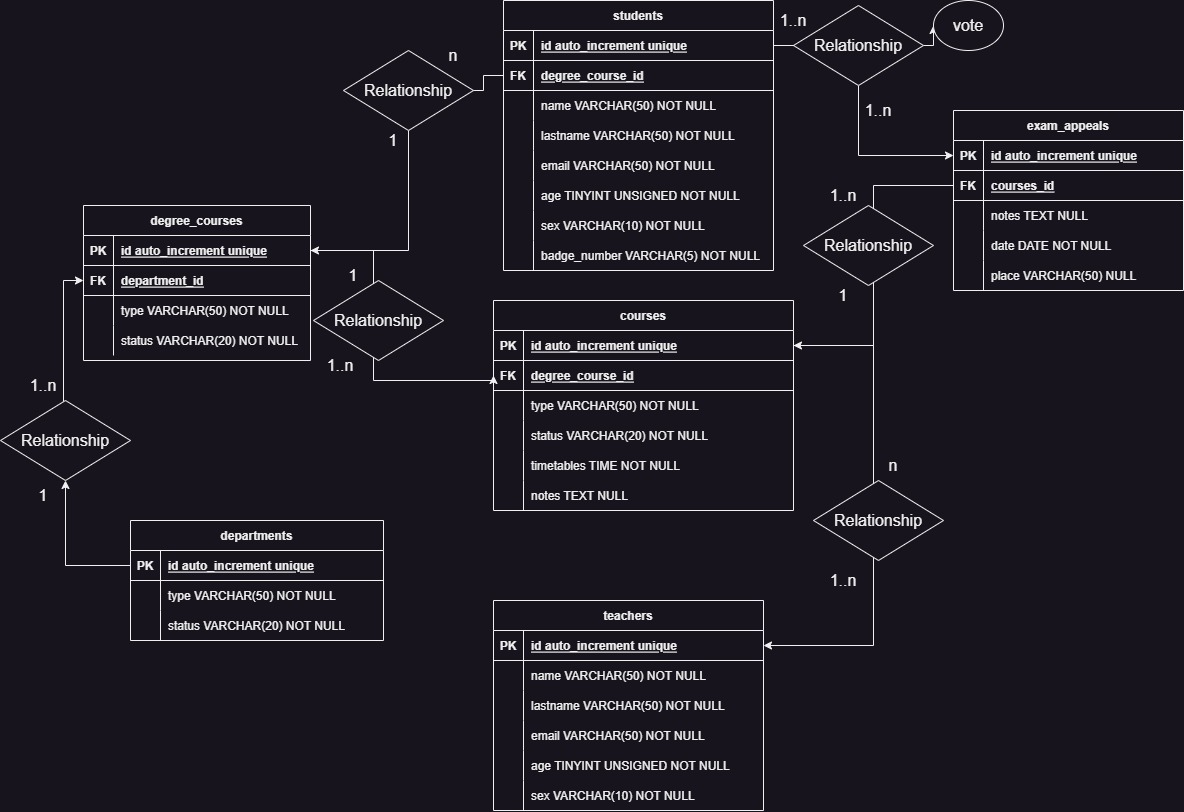 students
PK id auto_increment unique
FK degree_course_id
name VARCHAR(50) NOT NULL
lastname VARCHAR(50) NOT NULL
email VARCHAR(50) NOT NULL
age TINYINT UNSIGNED NOT NULL
sex VARCHAR(10) NOT NULL
badge_number VARCHAR(5) NOT NULL
1..n
Relationship
vote
1..n
n
Relationship
1
exam_appeals
PK id auto_increment unique
FK courses_id
notes TEXT NULL
date DATE NOT NULL
place VARCHAR(50) NULL
1..n
Relationship
1
degree_courses
PK id auto_increment unique
FK department_id
type VARCHAR(50) NOT NULL
status VARCHAR(20) NOT NULL
1
Relationship
1..n
courses
PK id auto_increment unique
FK degree_course_id
type VARCHAR(50) NOT NULL
status VARCHAR(20) NOT NULL
timetables TIME NOT NULL
notes TEXT NULL
1..n
Relationship
1
n
Relationship
1..n
departments
PK id auto_increment unique
type VARCHAR(50) NOT NULL
status VARCHAR(20) NOT NULL
teachers
PK id auto_increment unique
name VARCHAR(50) NOT NULL
lastname VARCHAR(50) NOT NULL
email VARCHAR(50) NOT NULL
age TINYINT UNSIGNED NOT NULL
sex VARCHAR(10) NOT NULL